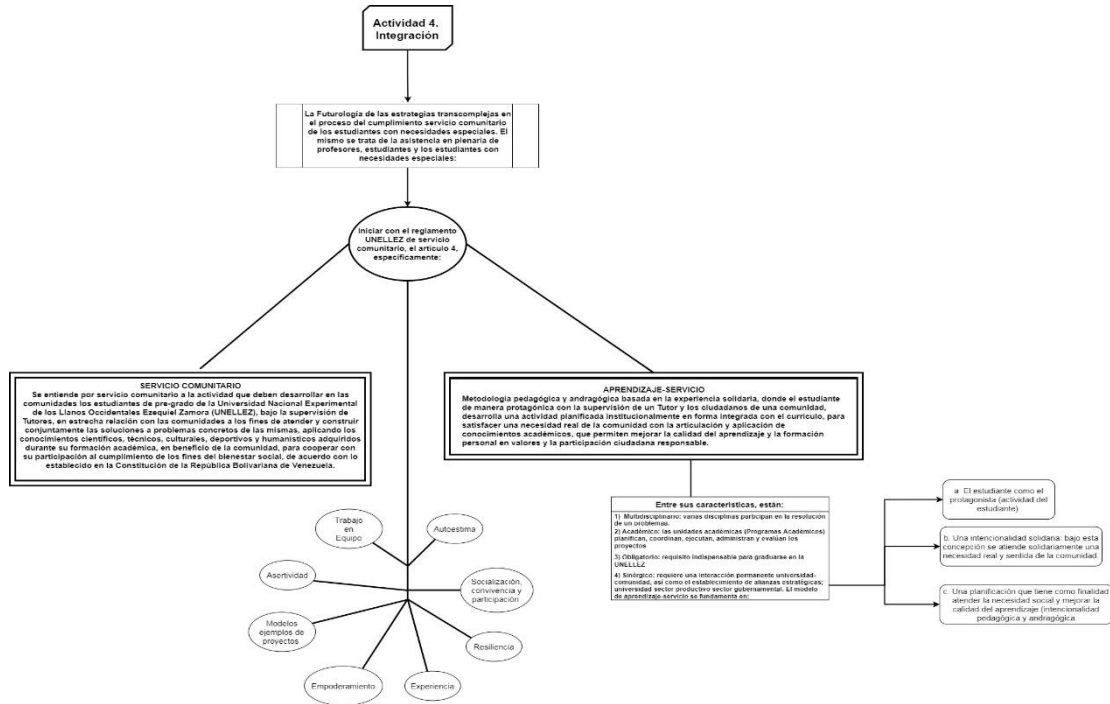 Actividad 4.
Integración
La Futurología de las estrategias transcomplejas en
el proceso del cumplimiento servicio comunitario
de los estudiantes con necesidades especiales. El
mismo se trata de la asistencia en plenaria de
profesores, estudiantes y los estudiantes con
necesidades especiales:
Iniciar con el reglamento
UNELLEZ de servicio
comunitario, el artículo 4,
específicamente:
SERVICIO COMUNITARIO
Se entiende por servicio comunitario a la actividad que deben desarrollar en las
comunidades los estudiantes de pre-grado de la Universidad Nacional Experimental
de los Llanos Occidentales Ezequiel Zamora (UNELLEZ), bajo la supervisión de
Tutores, en estrecha relación con las comunidades a los fines de atender y construir
conjuntamente las soluciones a problemas concretos de las mismas, aplicando los
conocimientos científicos, técnicos, culturales, deportivos y humanísticos adquiridos
durante su formación académica, en beneficio de la comunidad, para cooperar con
su participación al cumplimiento de los fines del bienestar social, de acuerdo con lo
establecido en la Constitución de la República Bolivariana de Venezuela.
APRENDIZAJE-SERVICIO
Metodología pedagógica y andragógica basada en la experiencia solidaria, donde el estudiante
de manera protagónica con la supervisión de un Tutor y los ciudadanos de una comunidad,
desarrolla una actividad planificada institucionalmente en forma integrada con el currículo, para
satisfacer una necesidad real de la comunidad con la articulación y aplicación de
conocimientos académicos, que permiten mejorar la calidad del aprendizaje y la formación
personal en valores y la participación ciudadana responsable.
Entre sus características, están:
1) Multidisciplinario: varias disciplinas participan en la resolución
de un problemas.
2) Académico: las unidades académicas (Programas Académicos)
planifican, coordinan, ejecutan, administran y evalúan los
proyectos
3) Obligatorio: requisito indispensable para graduarse en la
UNELLEZ
4) Sinérgico: requiere una interacción permanente universidad-
comunidad, así como el establecimiento de alianzas estratégicas;
universidad sector productivo sector gubernamental. El modelo
de aprendizaje-servicio se fundamenta en:
a. El estudiante como el
protagonista (actividad del
estudiante)
b. Una intencionalidad solidaria: bajo esta
concepción se atiende solidariamente una
necesidad real y sentida de la comunidad.
c. Una planificación que tiene como finalidad
atender la necesidad social y mejorar la
calidad del aprendizaje (intencionalidad
pedagógica y andragógica
Trabajo
en
Equipo
Autoestima
Asertividad
Socialización,
convivencia y
participación
Modelos
ejemplos de
proyectos
Resiliencia
Empoderamiento
Experiencia